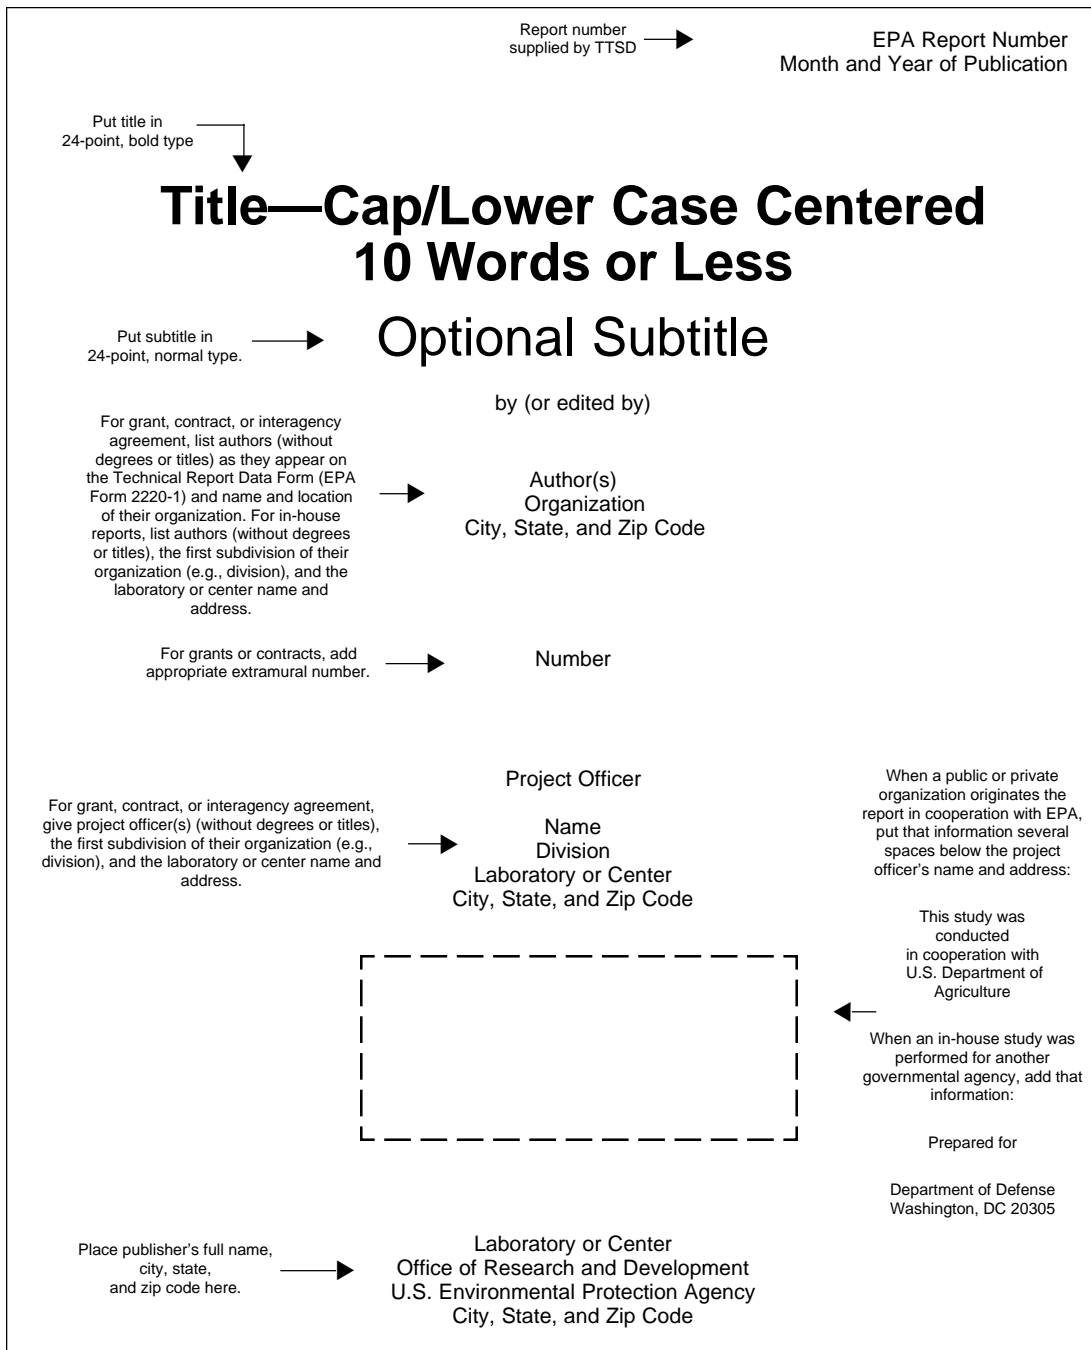 Report number
supplied by TTSD
EPA Report Number
Month and Year of Publication
Put title in
24-point, bold type
Title—Cap/Lower Case Centered
10 Words or Less
Put subtitle in
24-point, normal type.
Optional Subtitle
by (or edited by)
For grant, contract, or interagency
agreement, list authors (without
degrees or titles) as they appear on
the Technical Report Data Form (EPA
Form 2220-1) and name and location
of their organization. For in-house
reports, list authors (without degrees
or titles), the first subdivision of their
organization (e.g., division), and the
laboratory or center name and
address.
Author(s)
Organization
City, State, and Zip Code
For grants or contracts, add
appropriate extramural number.
Number
Project Officer
For grant, contract, or interagency agreement,
give project officer(s) (without degrees or titles),
the first subdivision of their organization (e.g.,
division), and the laboratory or center name and
address.
Name
Division
Laboratory or Center
City, State, and Zip Code
When a public or private
organization originates the
report in cooperation with EPA,
put that information several
spaces below the project
officer's name and address:
This study was
conducted
in cooperation with
U.S. Department of
Agriculture
When an in-house study was
performed for another
governmental agency, add that
information:
Prepared for
Department of Defense
Washington, DC 20305
Place publisher's full name,
city, state,
and zip code here.
Laboratory or Center
Office of Research and Development
U.S. Environmental Protection Agency
City, State, and Zip Code